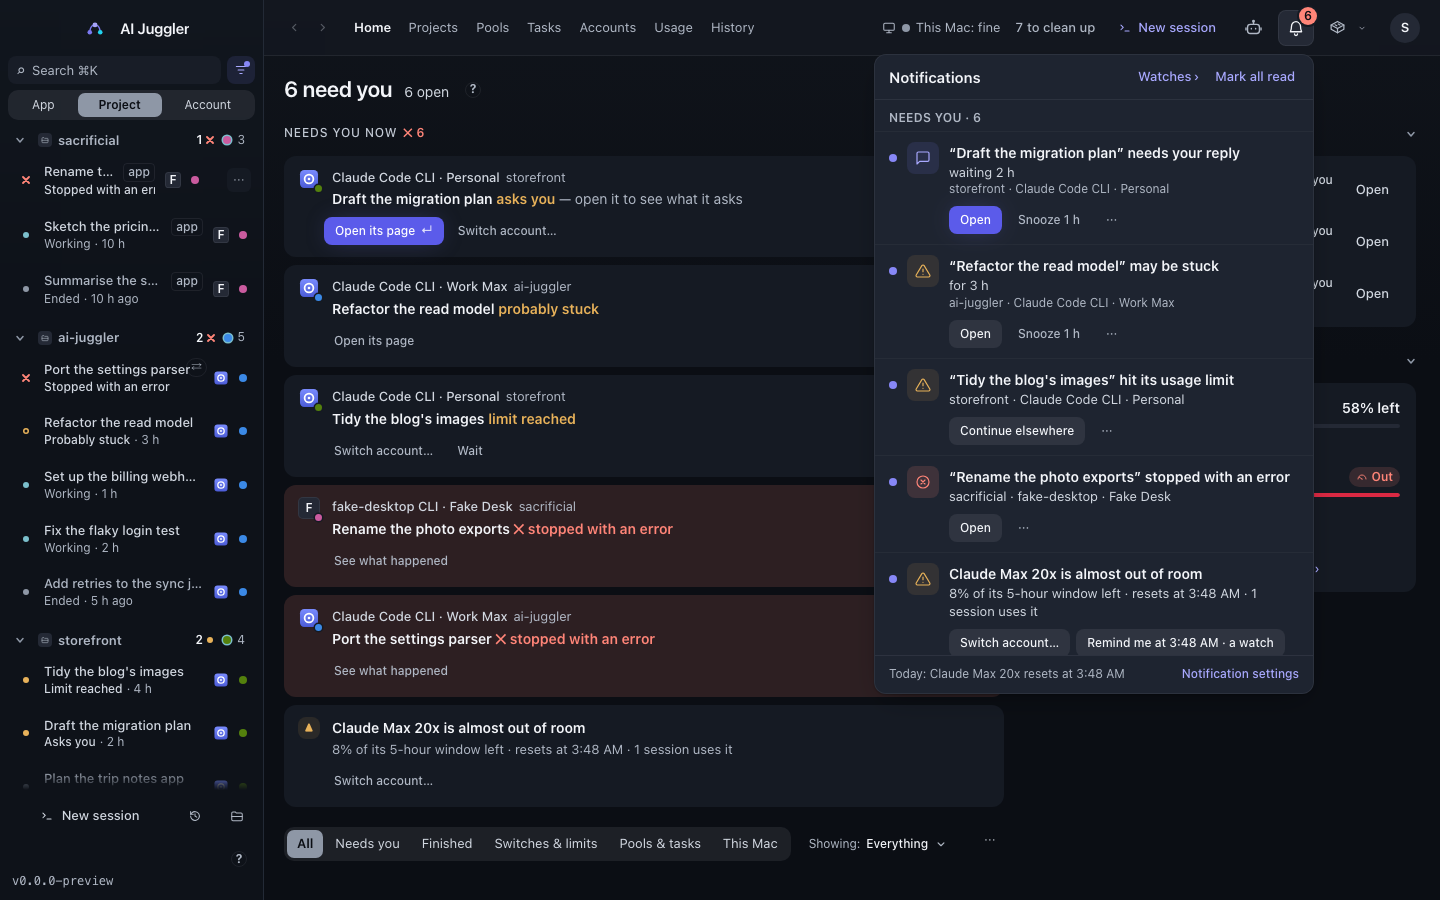 AI Juggler
Search ⌘K
App Project Account
sacrificial 1 3
Rename t... app F
Stopped with an err
Sketch the pricin... app F
Working · 10 h
Summarise the s... app F
Ended · 10 h ago
ai-juggler 2 5
Port the settings parser
Stopped with an error
Refactor the read model
Probably stuck · 3 h
Set up the billing webh...
Working · 1 h
Fix the flaky login test
Working · 2 h
Add retries to the sync j...
Ended · 5 h ago
storefront 2 4
Tidy the blog's images
Limit reached · 4 h
Draft the migration plan
Asks you · 2 h
Plan the trip notes app
New session
?
v0.0.0-preview
Home Projects Pools Tasks Accounts Usage History
This Mac: fine 7 to clean up New session 6 S
6 need you 6 open ?
NEEDS YOU NOW 6
Claude Code CLI · Personal storefront
Draft the migration plan asks you — open it to see what it asks
Open its page Switch account...
Claude Code CLI · Work Max ai-juggler
Refactor the read model probably stuck
Open its page
Claude Code CLI · Personal storefront
Tidy the blog's images limit reached
Switch account... Wait
F fake-desktop CLI · Fake Desk sacrificial
Rename the photo exports stopped with an error
See what happened
Claude Code CLI · Work Max ai-juggler
Port the settings parser stopped with an error
See what happened
Claude Max 20x is almost out of room
8% of its 5-hour window left · resets at 3:48 AM · 1 session uses it
Switch account...
All Needs you Finished Switches & limits Pools & tasks This Mac Showing: Everything
Notifications Watches › Mark all read
NEEDS YOU · 6
“Draft the migration plan” needs your reply
waiting 2 h
storefront · Claude Code CLI · Personal
Open Snooze 1 h
“Refactor the read model” may be stuck
for 3 h
ai-juggler · Claude Code CLI · Work Max
Open Snooze 1 h
“Tidy the blog's images” hit its usage limit
storefront · Claude Code CLI · Personal
Continue elsewhere
“Rename the photo exports” stopped with an error
sacrificial · fake-desktop · Fake Desk
Open
Claude Max 20x is almost out of room
8% of its 5-hour window left · resets at 3:48 AM · 1
session uses it
Switch account... Remind me at 3:48 AM · a watch
Today: Claude Max 20x resets at 3:48 AM Notification settings
you Open
you Open
you Open
58% left
Out